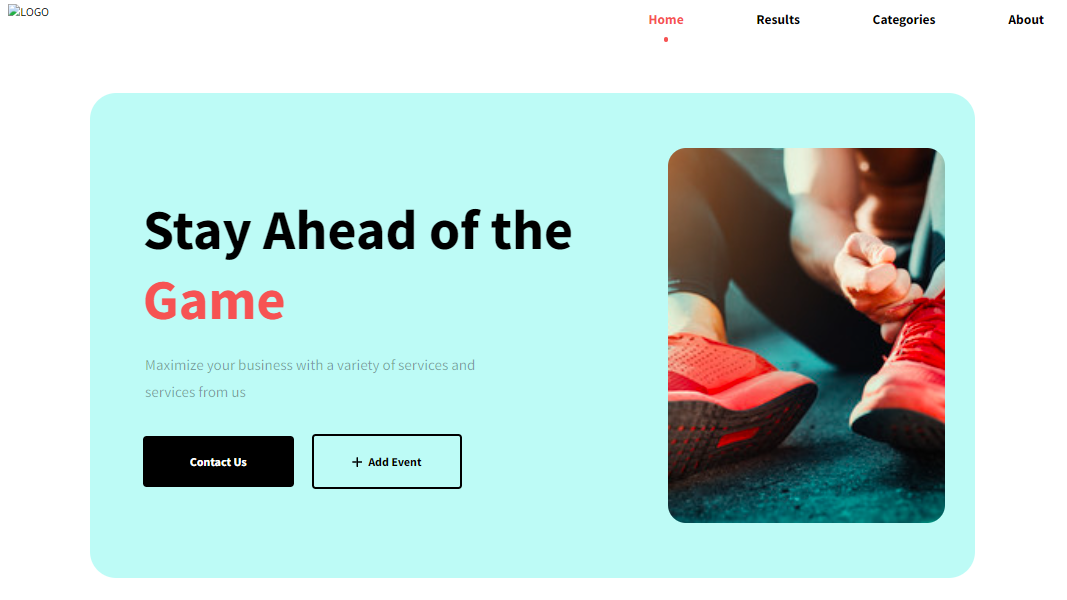 LOGO
Home Results Categories About
Stay Ahead of the
Game
Maximize your business with a variety of services and
services from us
Contact Us + Add Event